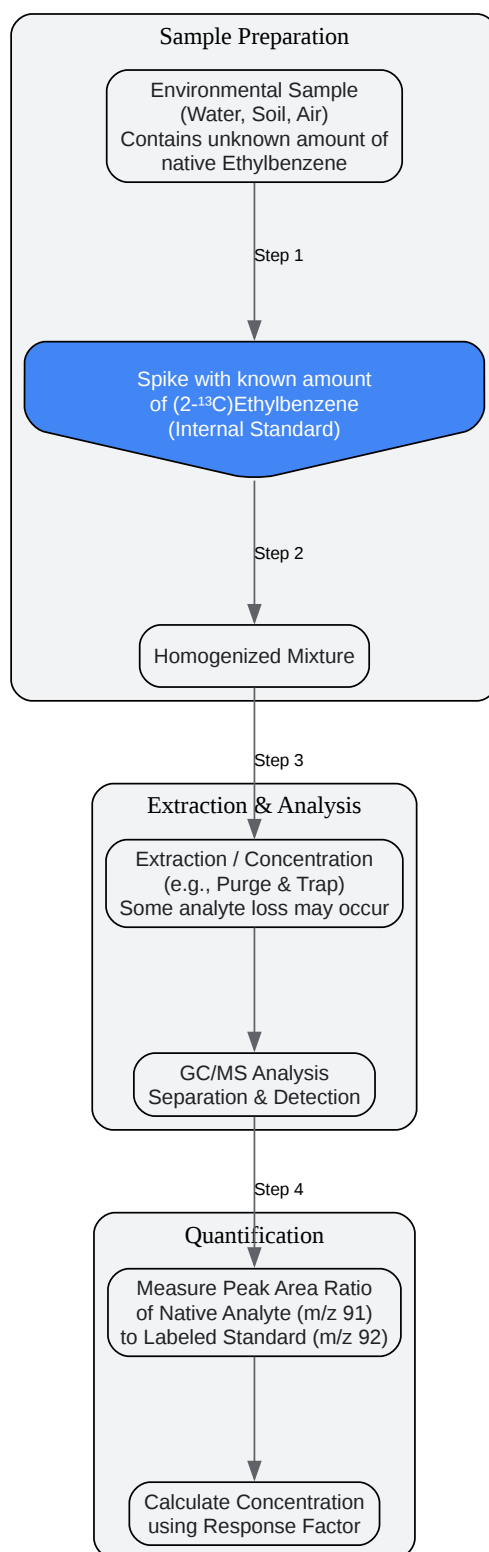 Sample Preparation
Environmental Sample
(Water, Soil, Air)
Contains unknown amount of
native Ethylbenzene
Step 1
Spike with known amount
of (2-¹³C)Ethylbenzene
(Internal Standard)
Step 2
Homogenized Mixture
Step 3
Extraction & Analysis
Extraction / Concentration
(e.g., Purge & Trap)
Some analyte loss may occur
GC/MS Analysis
Separation & Detection
Step 4
Quantification
Measure Peak Area Ratio
of Native Analyte (m/z 91)
to Labeled Standard (m/z 92)
Calculate Concentration
using Response Factor